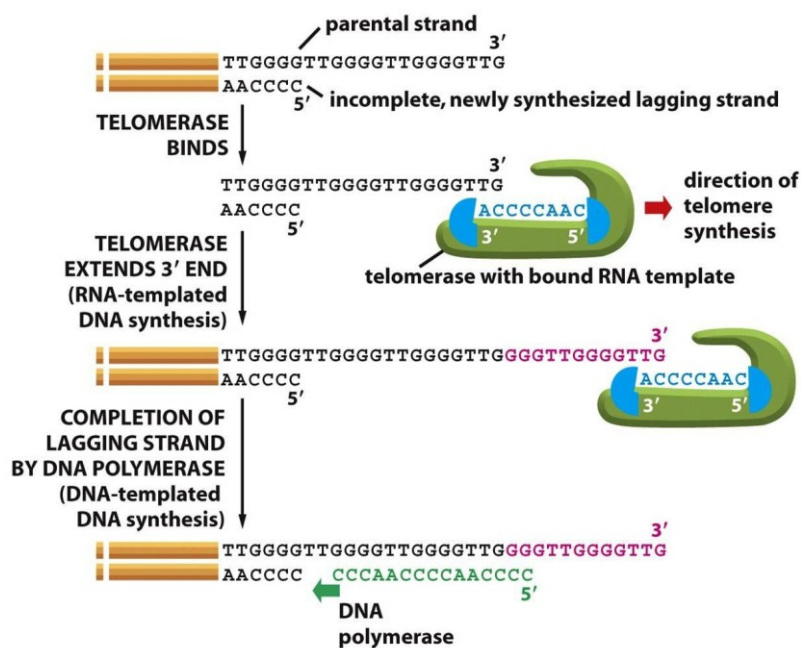 parental strand
3′
TTGGGGTTGGGGTTGGGGTTG
AACCCC
5′
incomplete, newly synthesized lagging strand
TELOMERASE
BINDS
3′
TTGGGGTTGGGGTTGGGGTTG
AACCCC
5′
ACCCCAAC
3′ 5′
direction of
telomere
synthesis
telomerase with bound RNA template
TELOMERASE
EXTENDS 3′ END
(RNA-templated
DNA synthesis)
3′
TTGGGGTTGGGGTTGGGGTTGGGGTTGGGGTTG
AACCCC
5′
ACCCCAAC
3′ 5′
COMPLETION OF
LAGGING STRAND
BY DNA POLYMERASE
(DNA-templated
DNA synthesis)
3′
TTGGGGTTGGGGTTGGGGTTGGGGTTGGGGTTG
AACCCC CCCAACCCCAACCCC
5′
DNA
polymerase